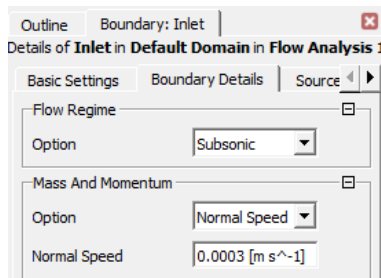 Outline Boundary: Inlet
Details of Inlet in Default Domain in Flow Analysis 1
Basic Settings Boundary Details Source
Flow Regime
Option Subsonic
Mass And Momentum
Option Normal Speed
Normal Speed 0.0003 [m s^-1]